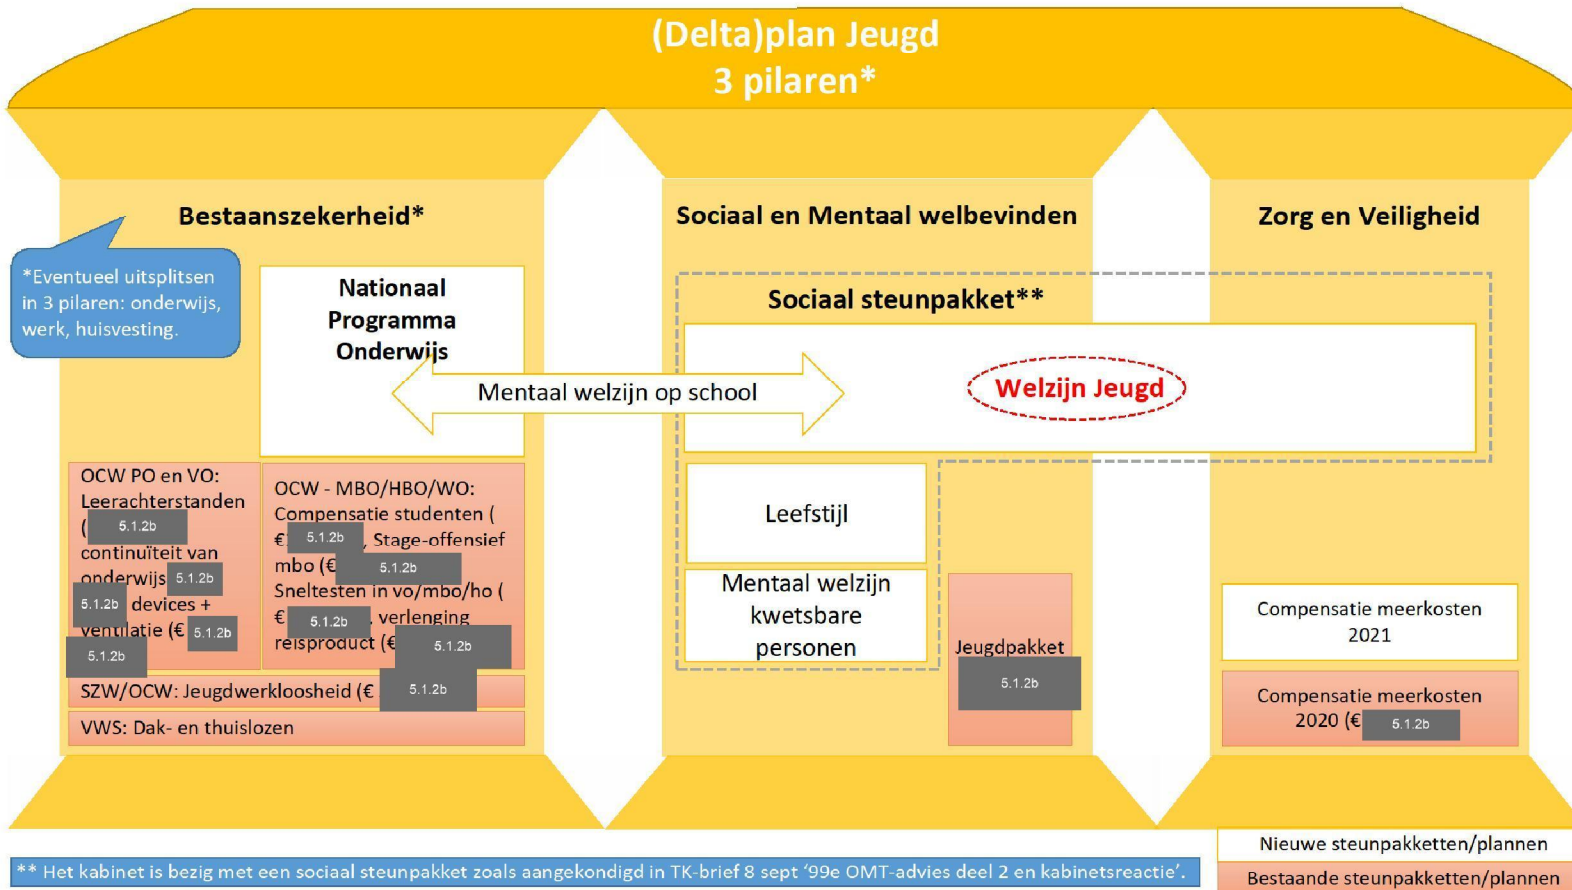 (Delta)plan Jeugd
3 pilaren*
Bestaanszekerheid*
*Eventueel uitsplitsen
in 3 pilaren: onderwijs,
werk, huisvesting.
Nationaal
Programma
Onderwijs
Mentaal welzijn op school
OCW PO en VO:
Leerachterstanden
( 5.1.2b
continuïteit van
onderwijs 5.1.2b
5.1.2b devices +
ventilatie (€ 5.1.2b
5.1.2b
OCW - MBO/HBO/WO:
Compensatie studenten (
€ 5.1.2b , Stage-offensief
mbo (€ 5.1.2b
Sneltesten in vo/mbo/ho (
€ 5.1.2b , verlenging
reisproduct (€ 5.1.2b
SZW/OCW: Jeugdwerkloosheid (€ 5.1.2b
VWS: Dak- en thuislozen
Sociaal en Mentaal welbevinden
Sociaal steunpakket**
Welzijn Jeugd
Leefstijl
Mentaal welzijn
kwetsbare
personen
Jeugdpakket
5.1.2b
Zorg en Veiligheid
Compensatie meerkosten
2021
Compensatie meerkosten
2020 (€ 5.1.2b
** Het kabinet is bezig met een sociaal steunpakket zoals aangekondigd in TK-brief 8 sept '99e OMT-advies deel 2 en kabinetsreactie'.
Nieuwe steunpakketten/plannen
Bestaande steunpakketten/plannen